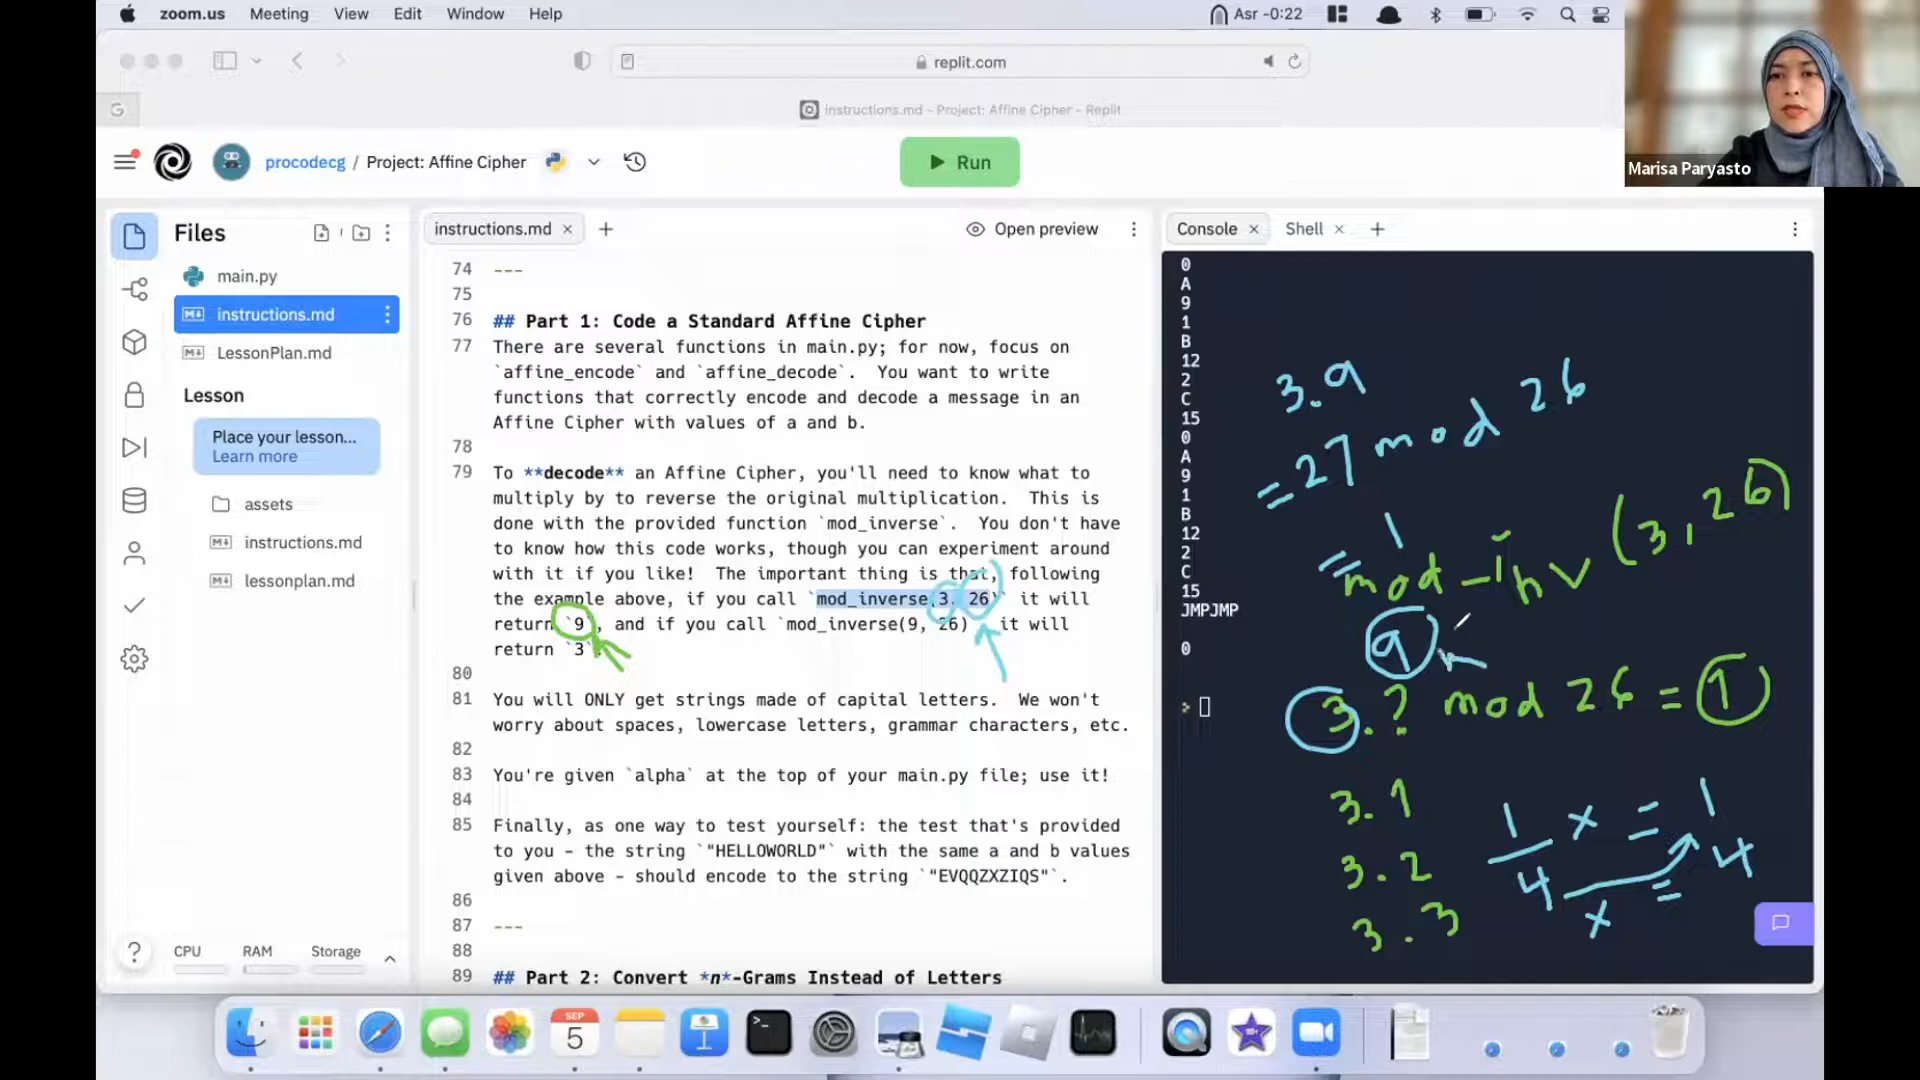 zoom.us Meeting View Edit Window Help
Asr -0:22
replit.com
G
instructions.md - Project: Affine Cipher - Replit
Marisa Paryasto
procodecg / Project: Affine Cipher
Run
Files
main.py
instructions.md
LessonPlan.md
Lesson
Place your lesson...
Learn more
assets
instructions.md
lessonplan.md
? CPU RAM Storage
instructions.md × +
Open preview
74 ---
75
76 ## Part 1: Code a Standard Affine Cipher
77 There are several functions in main.py; for now, focus on
`affine_encode` and `affine_decode`. You want to write
functions that correctly encode and decode a message in an
Affine Cipher with values of a and b.
78
79 To **decode** an Affine Cipher, you'll need to know what to
multiply by to reverse the original multiplication. This is
done with the provided function `mod_inverse`. You don't have
to know how this code works, though you can experiment around
with it if you like! The important thing is that, following
the example above, if you call `mod_inverse(3, 26)` it will
return `9`, and if you call `mod_inverse(9, 26)` it will
return `3`.
80
81 You will ONLY get strings made of capital letters. We won't
worry about spaces, lowercase letters, grammar characters, etc.
82
83 You're given `alpha` at the top of your main.py file; use it!
84
85 Finally, as one way to test yourself: the test that's provided
to you - the string `"HELLOWORLD"` with the same a and b values
given above - should encode to the string `"EVQQZXZIQS"`.
86
87 ---
88
89 ## Part 2: Convert *n*-Grams Instead of Letters
Console × Shell × +
0
A
9
1
B
12
2
C
15
0
A
9
1
B
12
2
C
15
JMPJMP
0
3.9
= 27 mod 26
= 1
mod-inv (3, 26)
9
3.? mod 26 = 1
3.1
3.2
3.3
1/4 x = 1
x = 4
SEP
5